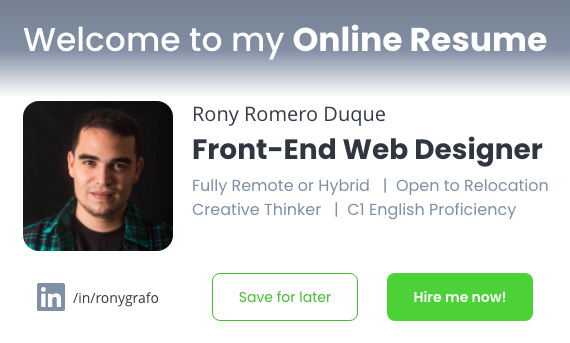 Welcome to my Online Resume
Rony Romero Duque
Front-End Web Designer
Fully Remote or Hybrid | Open to Relocation
Creative Thinker | C1 English Proficiency
in /in/ronygrafo
Save for later
Hire me now!